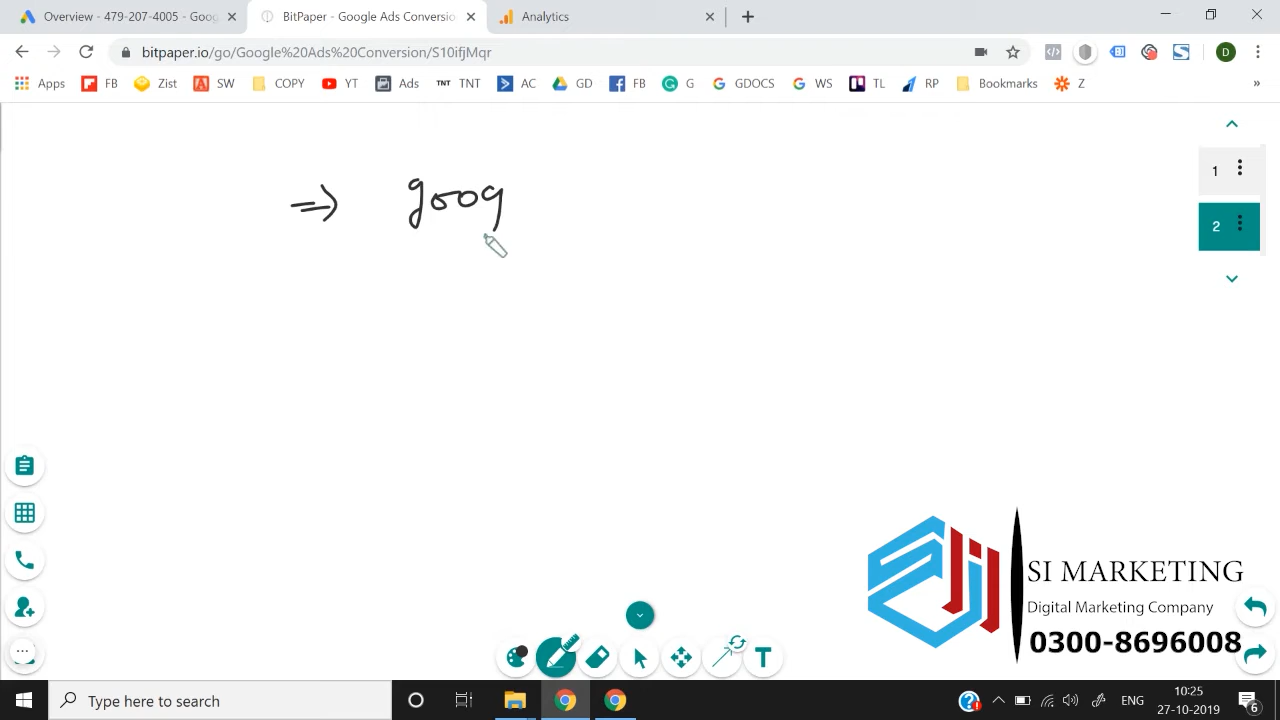 Overview - 479-207-4005 - Goog
BitPaper - Google Ads Conversio
Analytics
bitpaper.io/go/Google%20Ads%20Conversion/S10ifjMqr
D
Apps FB Zist SW COPY YT Ads TNT TNT AC GD FB G GDOCS WS TL RP Bookmarks Z »
1
⇒ goog
2
SI MARKETING
Digital Marketing Company
0300-8696008
T
Type here to search
ENG
10:25
27-10-2019
6